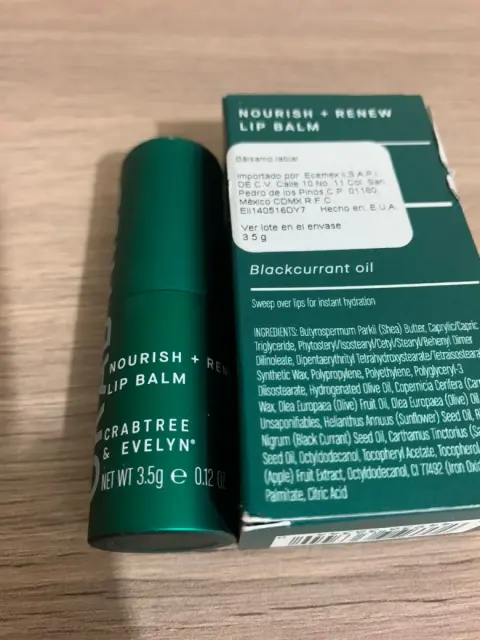 NOURISH + RENEW
LIP BALM
CRABTREE
& EVELYN®
NET WT 3.5g e 0.12 OZ
NOURISH + RENEW
LIP BALM
Bálsamo labial
Importado por Ecemex II,S.A.P.I.
DE C.V. Calle 10 No. 11 Col. San
Pedro de los Pinos C.P. 01180,
México CDMX R.F.C.
EII140516DY7 Hecho en: E.U.A.
Ver lote en el envase
3.5 g
Blackcurrant oil
Sweep over lips for instant hydration
INGREDIENTS: Butyrospermum Parkii (Shea) Butter, Caprylic/Capric
Triglyceride, Phytosteryl/Isostearyl/Cetyl/Stearyl/Behenyl Dimer
Dilinoleate, Dipentaerythrityl Tetrahydroxystearate/Tetraisostearate,
Synthetic Wax, Polypropylene, Polyethylene, Polyglyceryl-3
Diisostearate, Hydrogenated Olive Oil, Copernicia Cerifera (Carnauba)
Wax, Olea Europaea (Olive) Fruit Oil, Olea Europaea
Unsaponifiables, Helianthus Annuus (Sunflower) Seed Oil,
Nigrum (Black Currant) Seed Oil, Carthamus Tinctorius
Seed Oil, Octyldodecanol, Tocopheryl Acetate, Tocopherol,
(Apple) Fruit Extract, Octyldodecanol, CI 77492 (Iron
Palmitate, Citric Acid